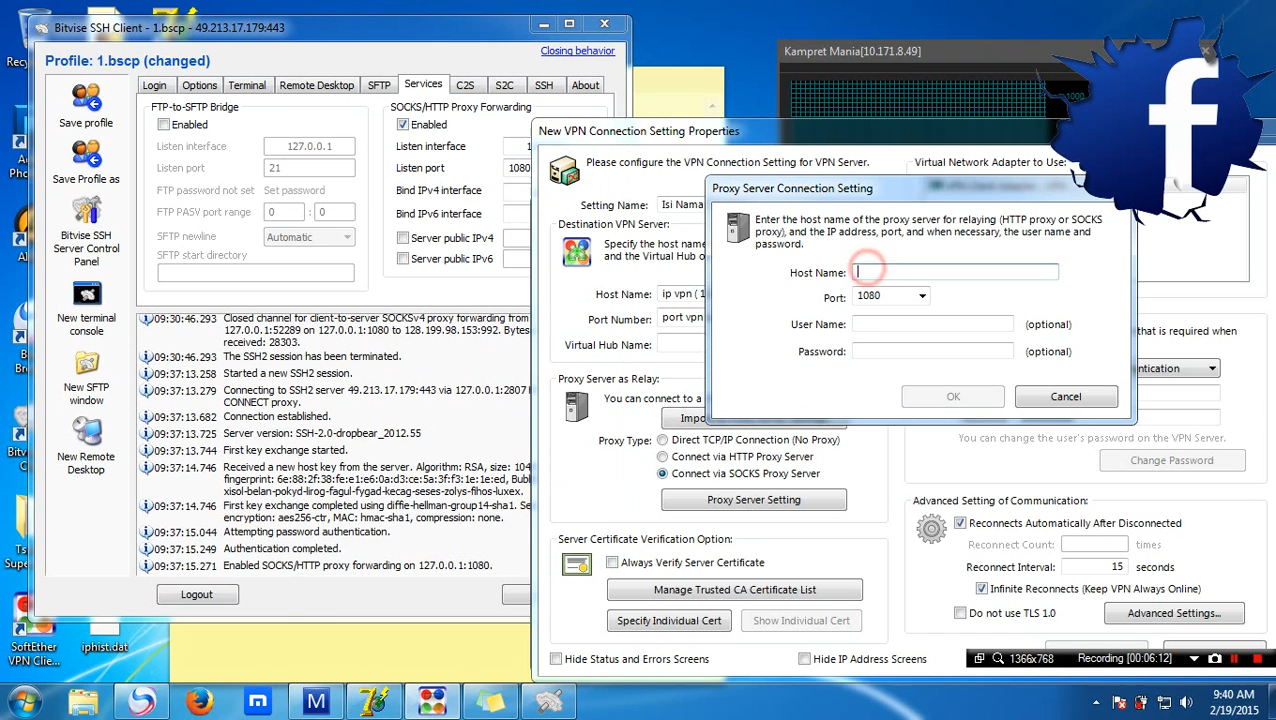 Bitvise SSH Client - 1.bscp - 49.213.17.179:443
Profile: 1.bscp (changed)
Closing behavior
Save profile
Save Profile as
Bitvise SSH
Server Control
Panel
New terminal
console
New SFTP
window
New Remote
Desktop
Login Options Terminal Remote Desktop SFTP Services C2S S2C SSH About
FTP-to-SFTP Bridge
Enabled
Listen interface 127.0.0.1
Listen port 21
FTP password not set Set password
FTP PASV port range 0 : 0
SFTP newline Automatic
SFTP start directory
SOCKS/HTTP Proxy Forwarding
Enabled
Listen interface 1
Listen port 1080
Bind IPv4 interface
Bind IPv6 interface
Server public IPv4
Server public IPv6
09:30:46.293 Closed channel for client-to-server SOCKSv4 proxy forwarding from
127.0.0.1:52289 on 127.0.0.1:1080 to 128.199.98.153:992. Bytes
received: 28303.
09:30:46.293 The SSH2 session has been terminated.
09:37:13.258 Started a new SSH2 session.
09:37:13.279 Connecting to SSH2 server 49.213.17.179:443 via 127.0.0.1:2807
CONNECT proxy.
09:37:13.682 Connection established.
09:37:13.725 Server version: SSH-2.0-dropbear_2012.55
09:37:13.744 First key exchange started.
09:37:14.746 Received a new host key from the server. Algorithm: RSA, size: 104
fingerprint: 6e:88:2f:38:fe:e1:e6:0a:d3:ce:5a:3f:f3:1e:1e:ed, Bub
xisol-belan-pokyd-lirog-fagul-fygad-kecag-seses-zolys-flhos-luxex.
09:37:14.746 First key exchange completed using diffie-hellman-group14-sha1.
encryption: aes256-ctr, MAC: hmac-sha1, compression: none.
09:37:15.044 Attempting password authentication.
09:37:15.249 Authentication completed.
09:37:15.271 Enabled SOCKS/HTTP proxy forwarding on 127.0.0.1:1080.
Logout
Kampret Mania[10.171.8.49]
New VPN Connection Setting Properties
Please configure the VPN Connection Setting for VPN Server.
Setting Name: Isi Nama
Destination VPN Server:
Specify the host name
and the Virtual Hub o
Host Name: ip vpn ( 1
Port Number: port vpn
Virtual Hub Name:
Proxy Server as Relay:
You can connect to a
Proxy Type: Direct TCP/IP Connection (No Proxy)
Connect via HTTP Proxy Server
Connect via SOCKS Proxy Server
Proxy Server Setting
Server Certificate Verification Option:
Always Verify Server Certificate
Manage Trusted CA Certificate List
Specify Individual Cert Show Individual Cert
Hide Status and Errors Screens Hide IP Address Screens
Virtual Network Adapter to Use:
that is required when
You can change the user's password on the VPN Server.
Change Password
Advanced Setting of Communication:
Reconnects Automatically After Disconnected
Reconnect Count: times
Reconnect Interval: 15 seconds
Infinite Reconnects (Keep VPN Always Online)
Do not use TLS 1.0 Advanced Settings...
Proxy Server Connection Setting
Enter the host name of the proxy server for relaying (HTTP proxy or SOCKS
proxy), and the IP address, port, and when necessary, the user name and
password.
Host Name:
Port: 1080
User Name: (optional)
Password: (optional)
OK Cancel
f
1366x768 Recording [00:06:12]
SoftEther
VPN Clie...
iphist.dat
9:40 AM
2/19/2015